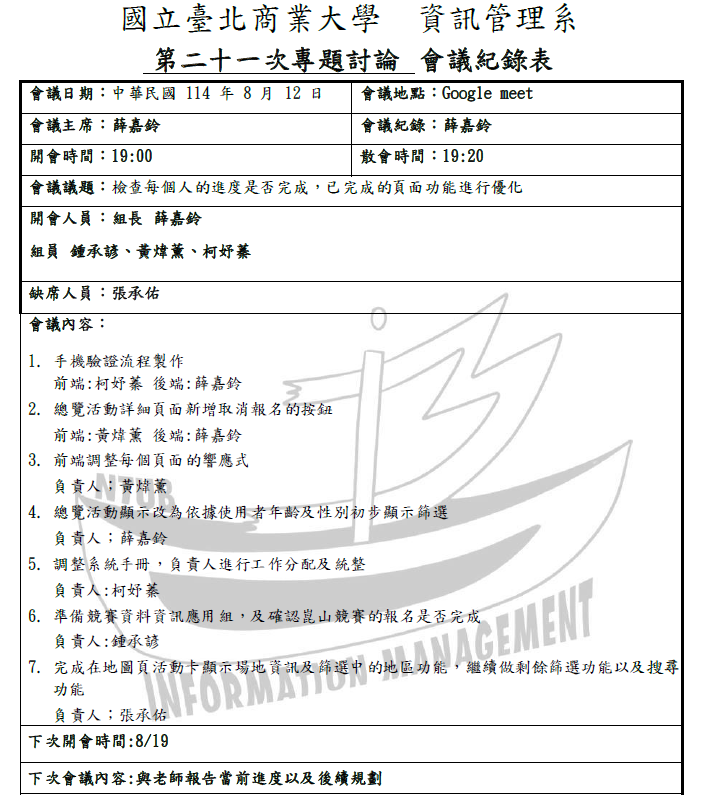 國立臺北商業大學 資訊管理系
第二十一次專題討論 會議紀錄表
會議日期：中華民國 114 年 8 月 12 日
會議地點：Google meet
會議主席：薛嘉鈴
會議紀錄：薛嘉鈴
開會時間：19:00
散會時間：19:20
會議議題：檢查每個人的進度是否完成，已完成的頁面功能進行優化
開會人員：組長 薛嘉鈴
組員 鍾承諺、黃煒薰、柯妤蓁
缺席人員：張承佑
會議內容：
1. 手機驗證流程製作
前端:柯妤蓁 後端:薛嘉鈴
2. 總覽活動詳細頁面新增取消報名的按鈕
前端:黃煒薰 後端:薛嘉鈴
3. 前端調整每個頁面的響應式
負責人；黃煒薰
4. 總覽活動顯示改為依據使用者年齡及性別初步顯示篩選
負責人；薛嘉鈴
5. 調整系統手冊，負責人進行工作分配及統整
負責人:柯妤蓁
6. 準備競賽資料資訊應用組，及確認崑山競賽的報名是否完成
負責人:鍾承諺
7. 完成在地圖頁活動卡顯示場地資訊及篩選中的地區功能，繼續做剩餘篩選功能以及搜尋
功能
負責人；張承佑
NTUB
INFORMATION MANAGEMENT
下次開會時間:8/19
下次會議內容:與老師報告當前進度以及後續規劃